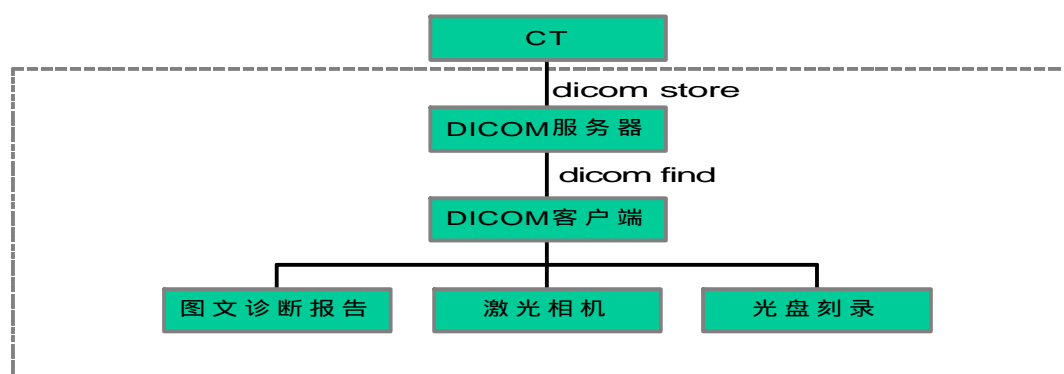 CT
dicom store
DICOM服务器
dicom find
DICOM客户端
图文诊断报告
激光相机
光盘刻录